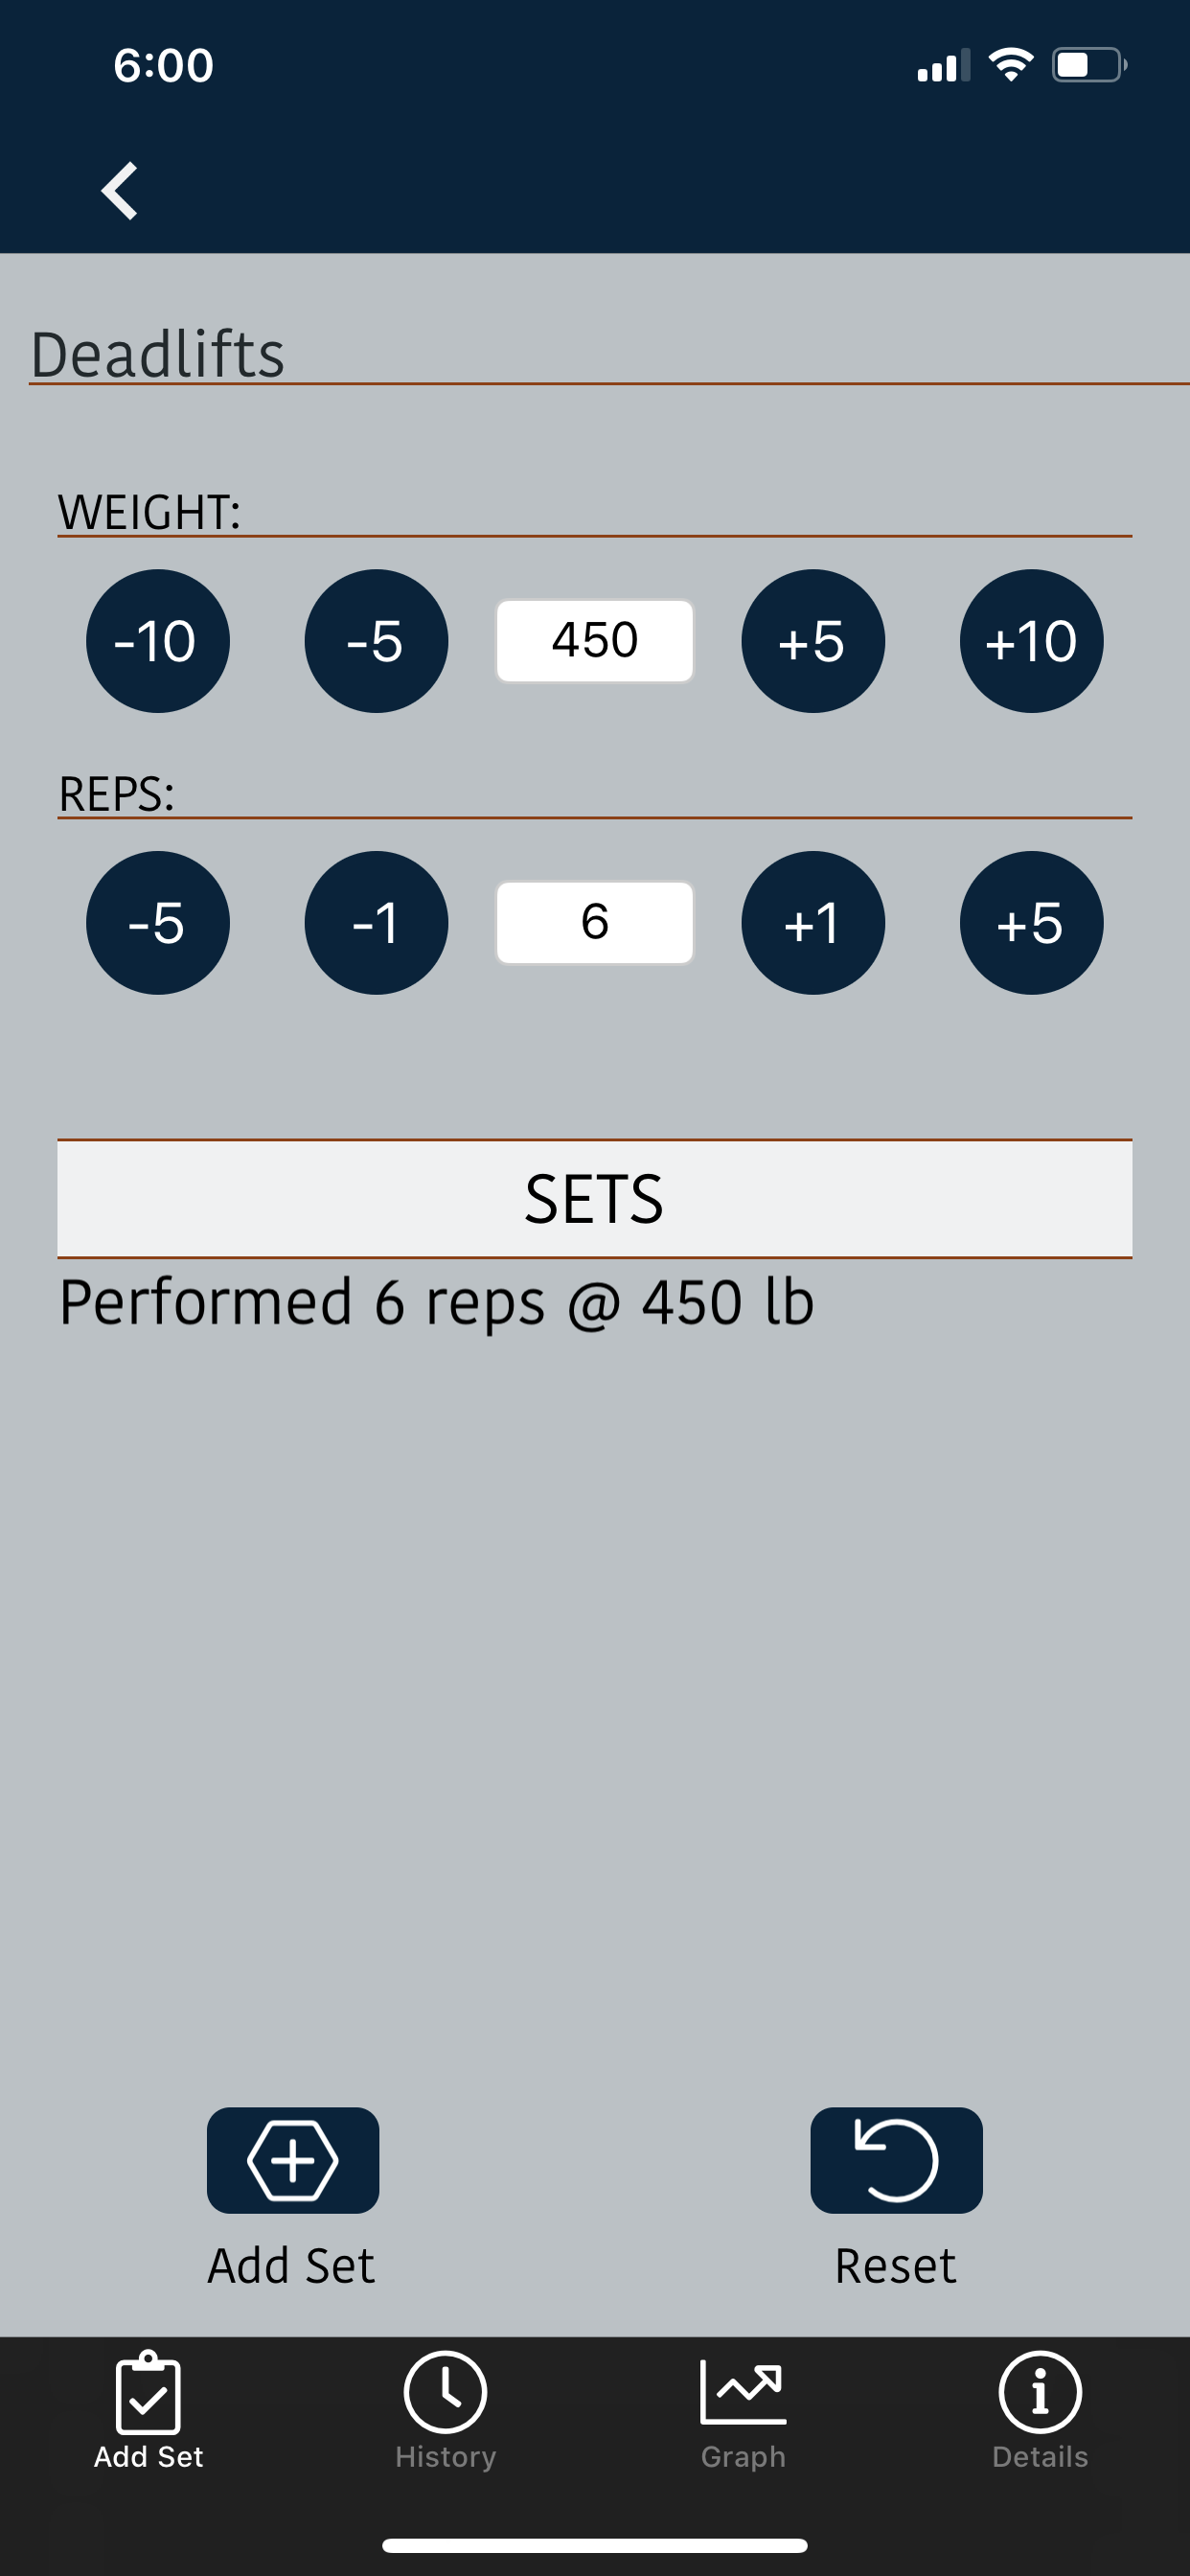 6:00
Deadlifts
WEIGHT:
-10 -5 450 +5 +10
REPS:
-5 -1 6 +1 +5
SETS
Performed 6 reps @ 450 lb
Add Set Reset
Add Set History Graph Details